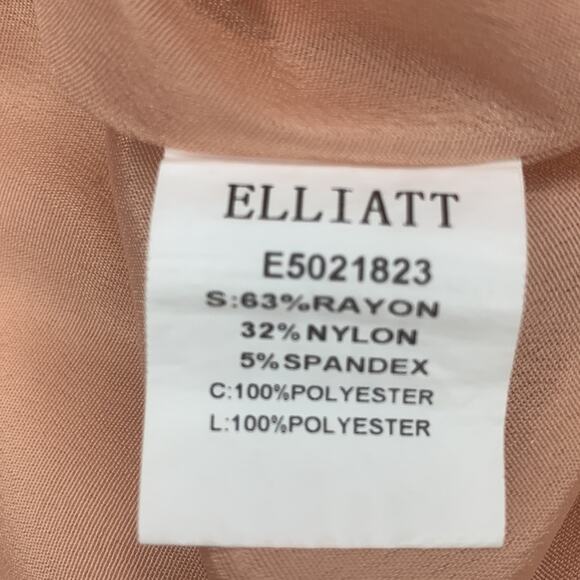 ELLIATT
E5021823
S:63%RAYON
32%NYLON
5%SPANDEX
C:100%POLYESTER
L:100%POLYESTER